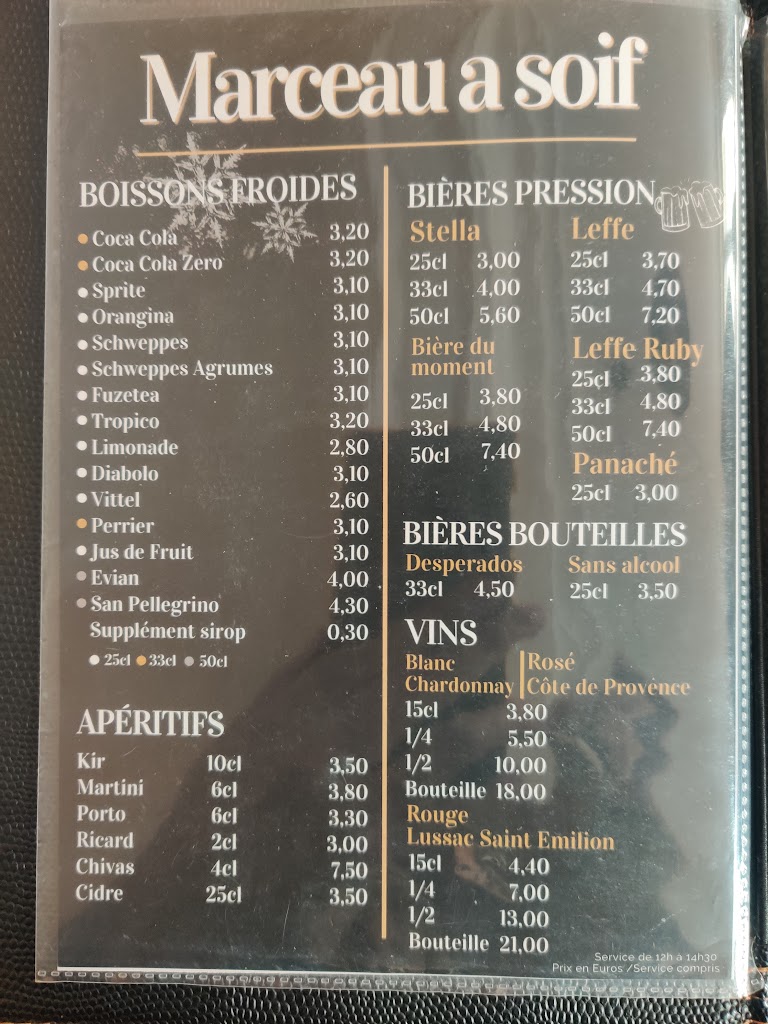 Marceau a soif
BOISSONS FROIDES
Coca Cola 3,20
Coca Cola Zero 3,20
Sprite 3,10
Orangina 3,10
Schweppes 3,10
Schweppes Agrumes 3,10
Fuzetea 3,10
Tropico 3,20
Limonade 2,80
Diabolo 3,10
Vittel 2,60
Perrier 3,10
Jus de Fruit 3,10
Evian 4,00
San Pellegrino 4,30
Supplément sirop 0,30
25cl 33cl 50cl
APÉRITIFS
Kir 10cl 3,50
Martini 6cl 3,80
Porto 6cl 3,30
Ricard 2cl 3,00
Chivas 4cl 7,50
Cidre 25cl 3,50
BIÈRES PRESSION
Stella
25cl 3,00
33cl 4,00
50cl 5,60
Leffe
25cl 3,70
33cl 4,70
50cl 7,20
Bière du
moment
25cl 3,80
33cl 4,80
50cl 7,40
Leffe Ruby
25cl 3,80
33cl 4,80
50cl 7,40
Panaché
25cl 3,00
BIÈRES BOUTEILLES
Desperados
33cl 4,50
Sans alcool
25cl 3,50
VINS
Blanc
Chardonnay
Rosé
Côte de Provence
15cl 3,80
1/4 5,50
1/2 10,00
Bouteille 18,00
Rouge
Lussac Saint Emilion
15cl 4,40
1/4 7,00
1/2 13,00
Bouteille 21,00
Service de 12h à 14h30
Prix en Euros /Service compris